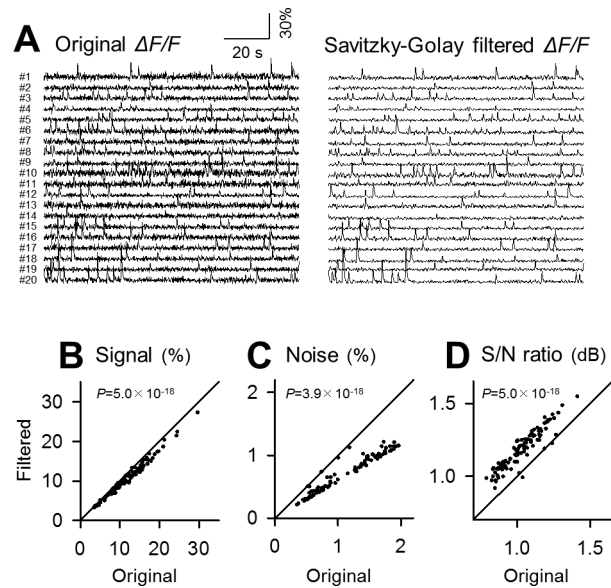 A Original ΔF/F
30%
20 s
Savitzky-Golay filtered ΔF/F
#1
#2
#3
#4
#5
#6
#7
#8
#9
#10
#11
#12
#13
#14
#15
#16
#17
#18
#19
#20
B Signal (%)
P=5.0×10-18
30
20
10
0
0 10 20 30
Filtered
Original
C Noise (%)
P=3.9×10-18
2
1
0
0 1 2
Original
D S/N ratio (dB)
P=5.0×10-18
1.5
1.0
1.0 1.5
Original